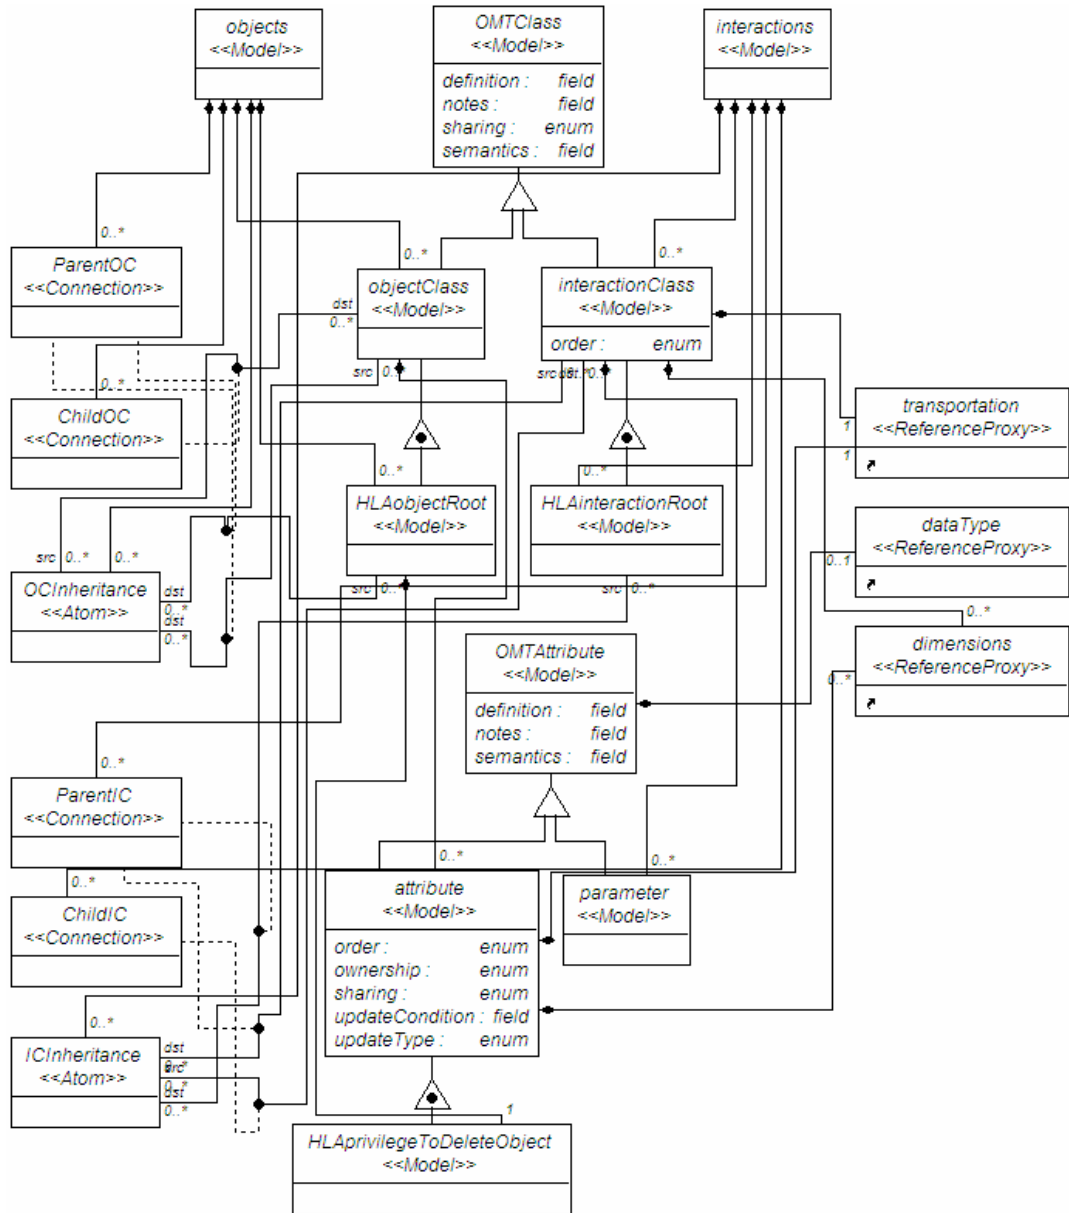 objects
<<Model>>
OMTClass
<<Model>>
definition : field
notes : field
sharing : enum
semantics : field
interactions
<<Model>>
0..*
ParentOC
<<Connection>>
0..*
objectClass
<<Model>>
dst
0..*
src
0..*
0..*
interactionClass
<<Model>>
order : enum
src
0..*
0..*
ChildOC
<<Connection>>
transportation
<<ReferenceProxy>>
1
1
0..*
HLAobjectRoot
<<Model>>
src
0..*
0..*
HLAinteractionRoot
<<Model>>
src
0..*
dataType
<<ReferenceProxy>>
0..1
src
0..*
0..*
OCInheritance
<<Atom>>
dst
0..*
dst
0..*
0..*
dimensions
<<ReferenceProxy>>
0..*
OMTAttribute
<<Model>>
definition : field
notes : field
semantics : field
0..*
ParentIC
<<Connection>>
0..*
ChildIC
<<Connection>>
0..*
attribute
<<Model>>
order : enum
ownership : enum
sharing : enum
updateCondition : field
updateType : enum
0..*
parameter
<<Model>>
0..*
ICInheritance
<<Atom>>
dst
src
0..*
dst
0..*
1
HLAprivilegeToDeleteObject
<<Model>>